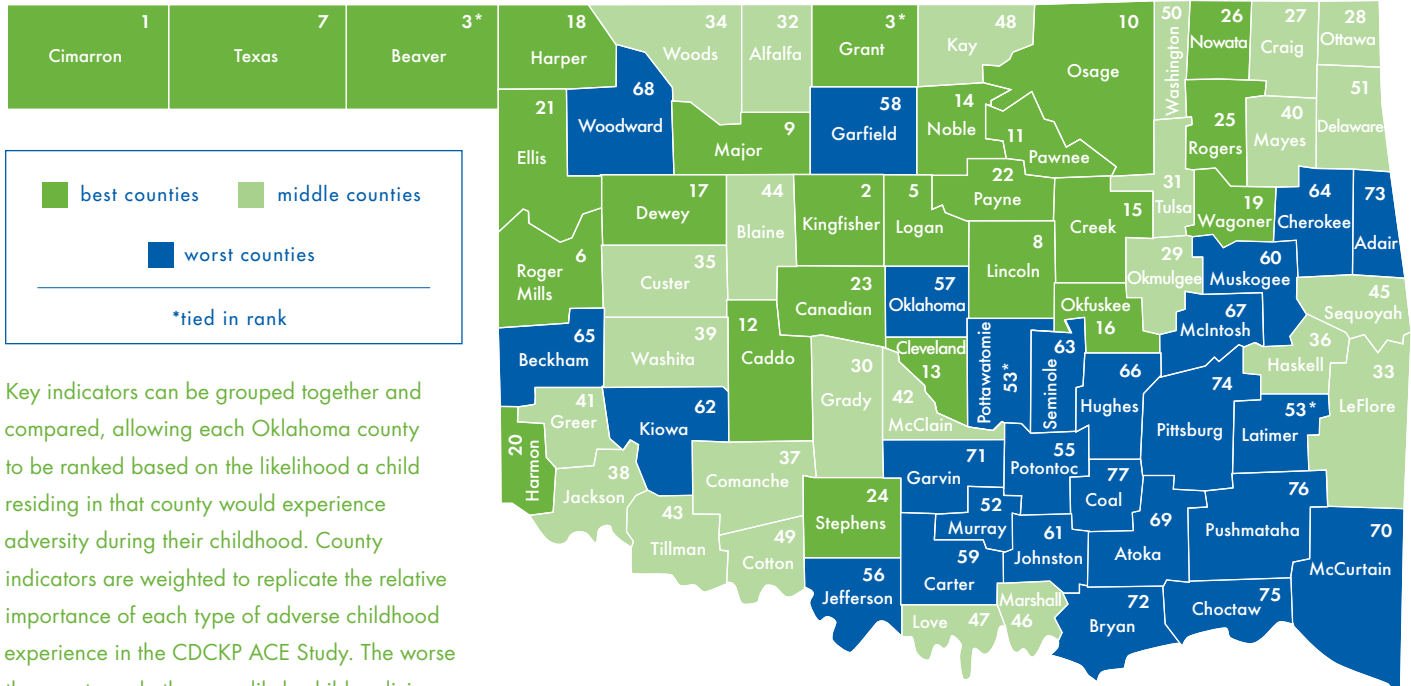 1
Cimarron
7
Texas
3*
Beaver
18
Harper
34
Woods
32
Alfalfa
3*
Grant
48
Kay
10
Osage
50
Washington
26
Nowata
27
Craig
28
Ottawa
21
Ellis
68
Woodward
9
Major
58
Garfield
14
Noble
11
Pawnee
25
Rogers
40
Mayes
51
Delaware
best counties
middle counties
worst counties
*tied in rank
17
Dewey
44
Blaine
2
Kingfisher
5
Logan
22
Payne
15
Creek
31
Tulsa
19
Wagoner
64
Cherokee
73
Adair
6
Roger
Mills
35
Custer
23
Canadian
57
Oklahoma
8
Lincoln
Okfuskee
16
29
Okmulgee
60
Muskogee
67
McIntosh
45
Sequoyah
65
Beckham
39
Washita
12
Caddo
30
Grady
Cleveland
13
42
McClain
Pottawatomie
53*
Seminole
63
66
Hughes
74
Pittsburg
36
Haskell
53*
Latimer
33
LeFlore
20
Harmon
41
Greer
62
Kiowa
38
Jackson
37
Comanche
43
Tillman
49
Cotton
24
Stephens
71
Garvin
55
Potontoc
77
Coal
52
Murray
61
Johnston
69
Atoka
76
Pushmataha
70
McCurtain
56
Jefferson
59
Carter
Love
47
Marshall
46
72
Bryan
75
Choctaw
Key indicators can be grouped together and
compared, allowing each Oklahoma county
to be ranked based on the likelihood a child
residing in that county would experience
adversity during their childhood. County
indicators are weighted to replicate the relative
importance of each type of adverse childhood
experience in the CDCKP ACE Study. The worse